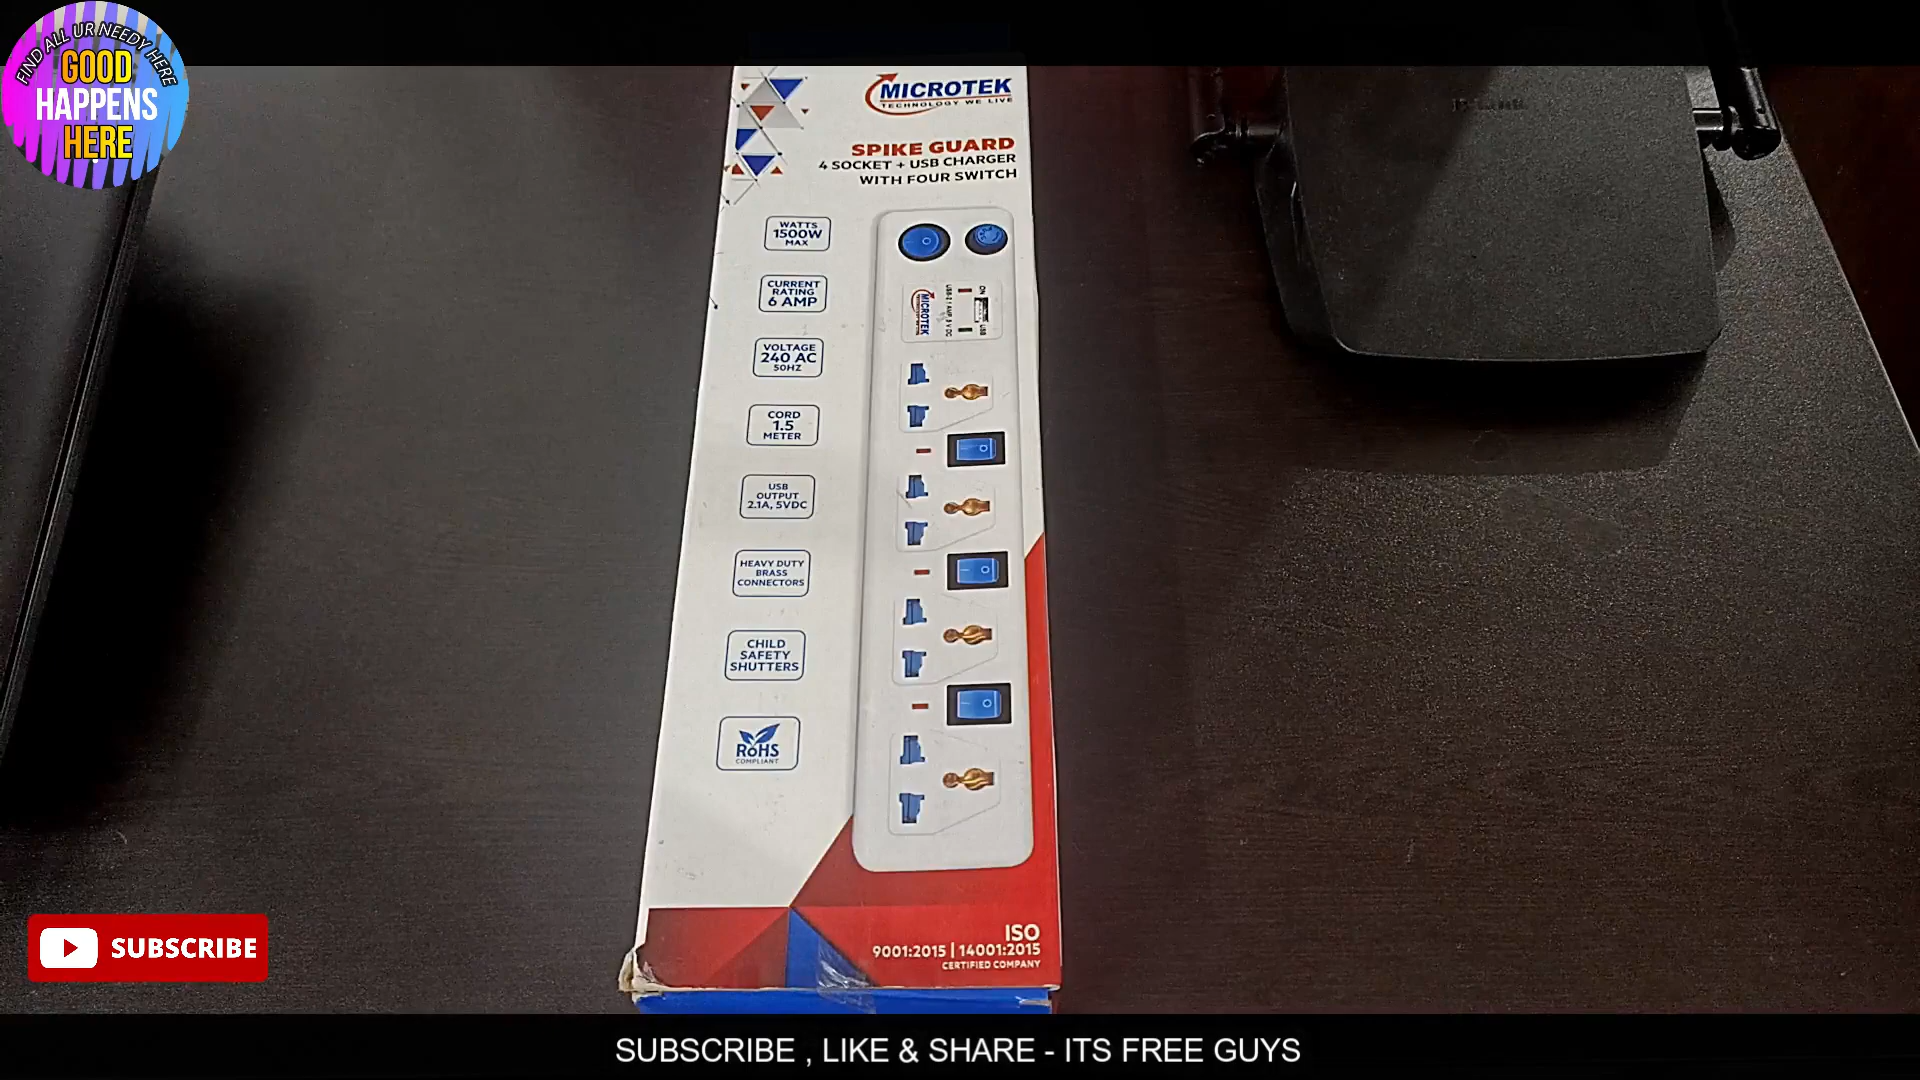 FIND ALL UR NEEDY HERE
GOOD
HAPPENS
HERE
MICROTEK
TECHNOLOGY WE LIVE
SPIKE GUARD
4 SOCKET + USB CHARGER
WITH FOUR SWITCH
WATTS
1500W
MAX
CURRENT
RATING
6 AMP
VOLTAGE
240 AC
50HZ
CORD
1.5
METER
USB
OUTPUT
2.1A, 5VDC
HEAVY DUTY
BRASS
CONNECTORS
CHILD
SAFETY
SHUTTERS
RoHS
COMPLIANT
MICROTEK
ON
USB
ISO
9001:2015 | 14001:2015
CERTIFIED COMPANY
SUBSCRIBE
SUBSCRIBE , LIKE & SHARE - ITS FREE GUYS